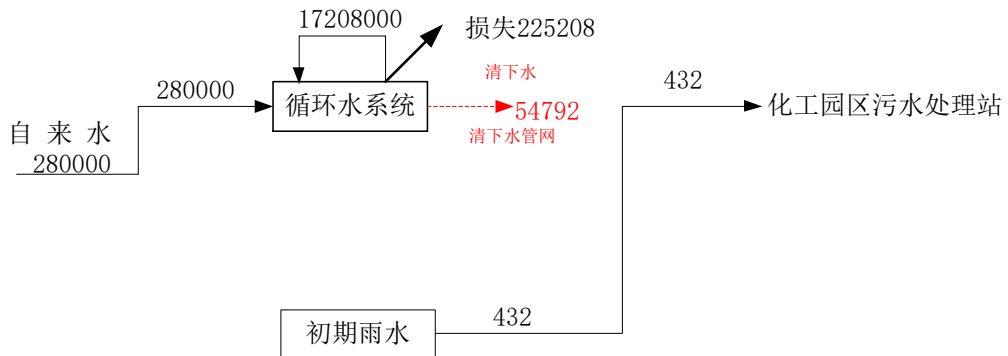 17208000
损失225208
清下水
280000
循环水系统
54792
清下水管网
432
化工园区污水处理站
自来水
280000
初期雨水
432